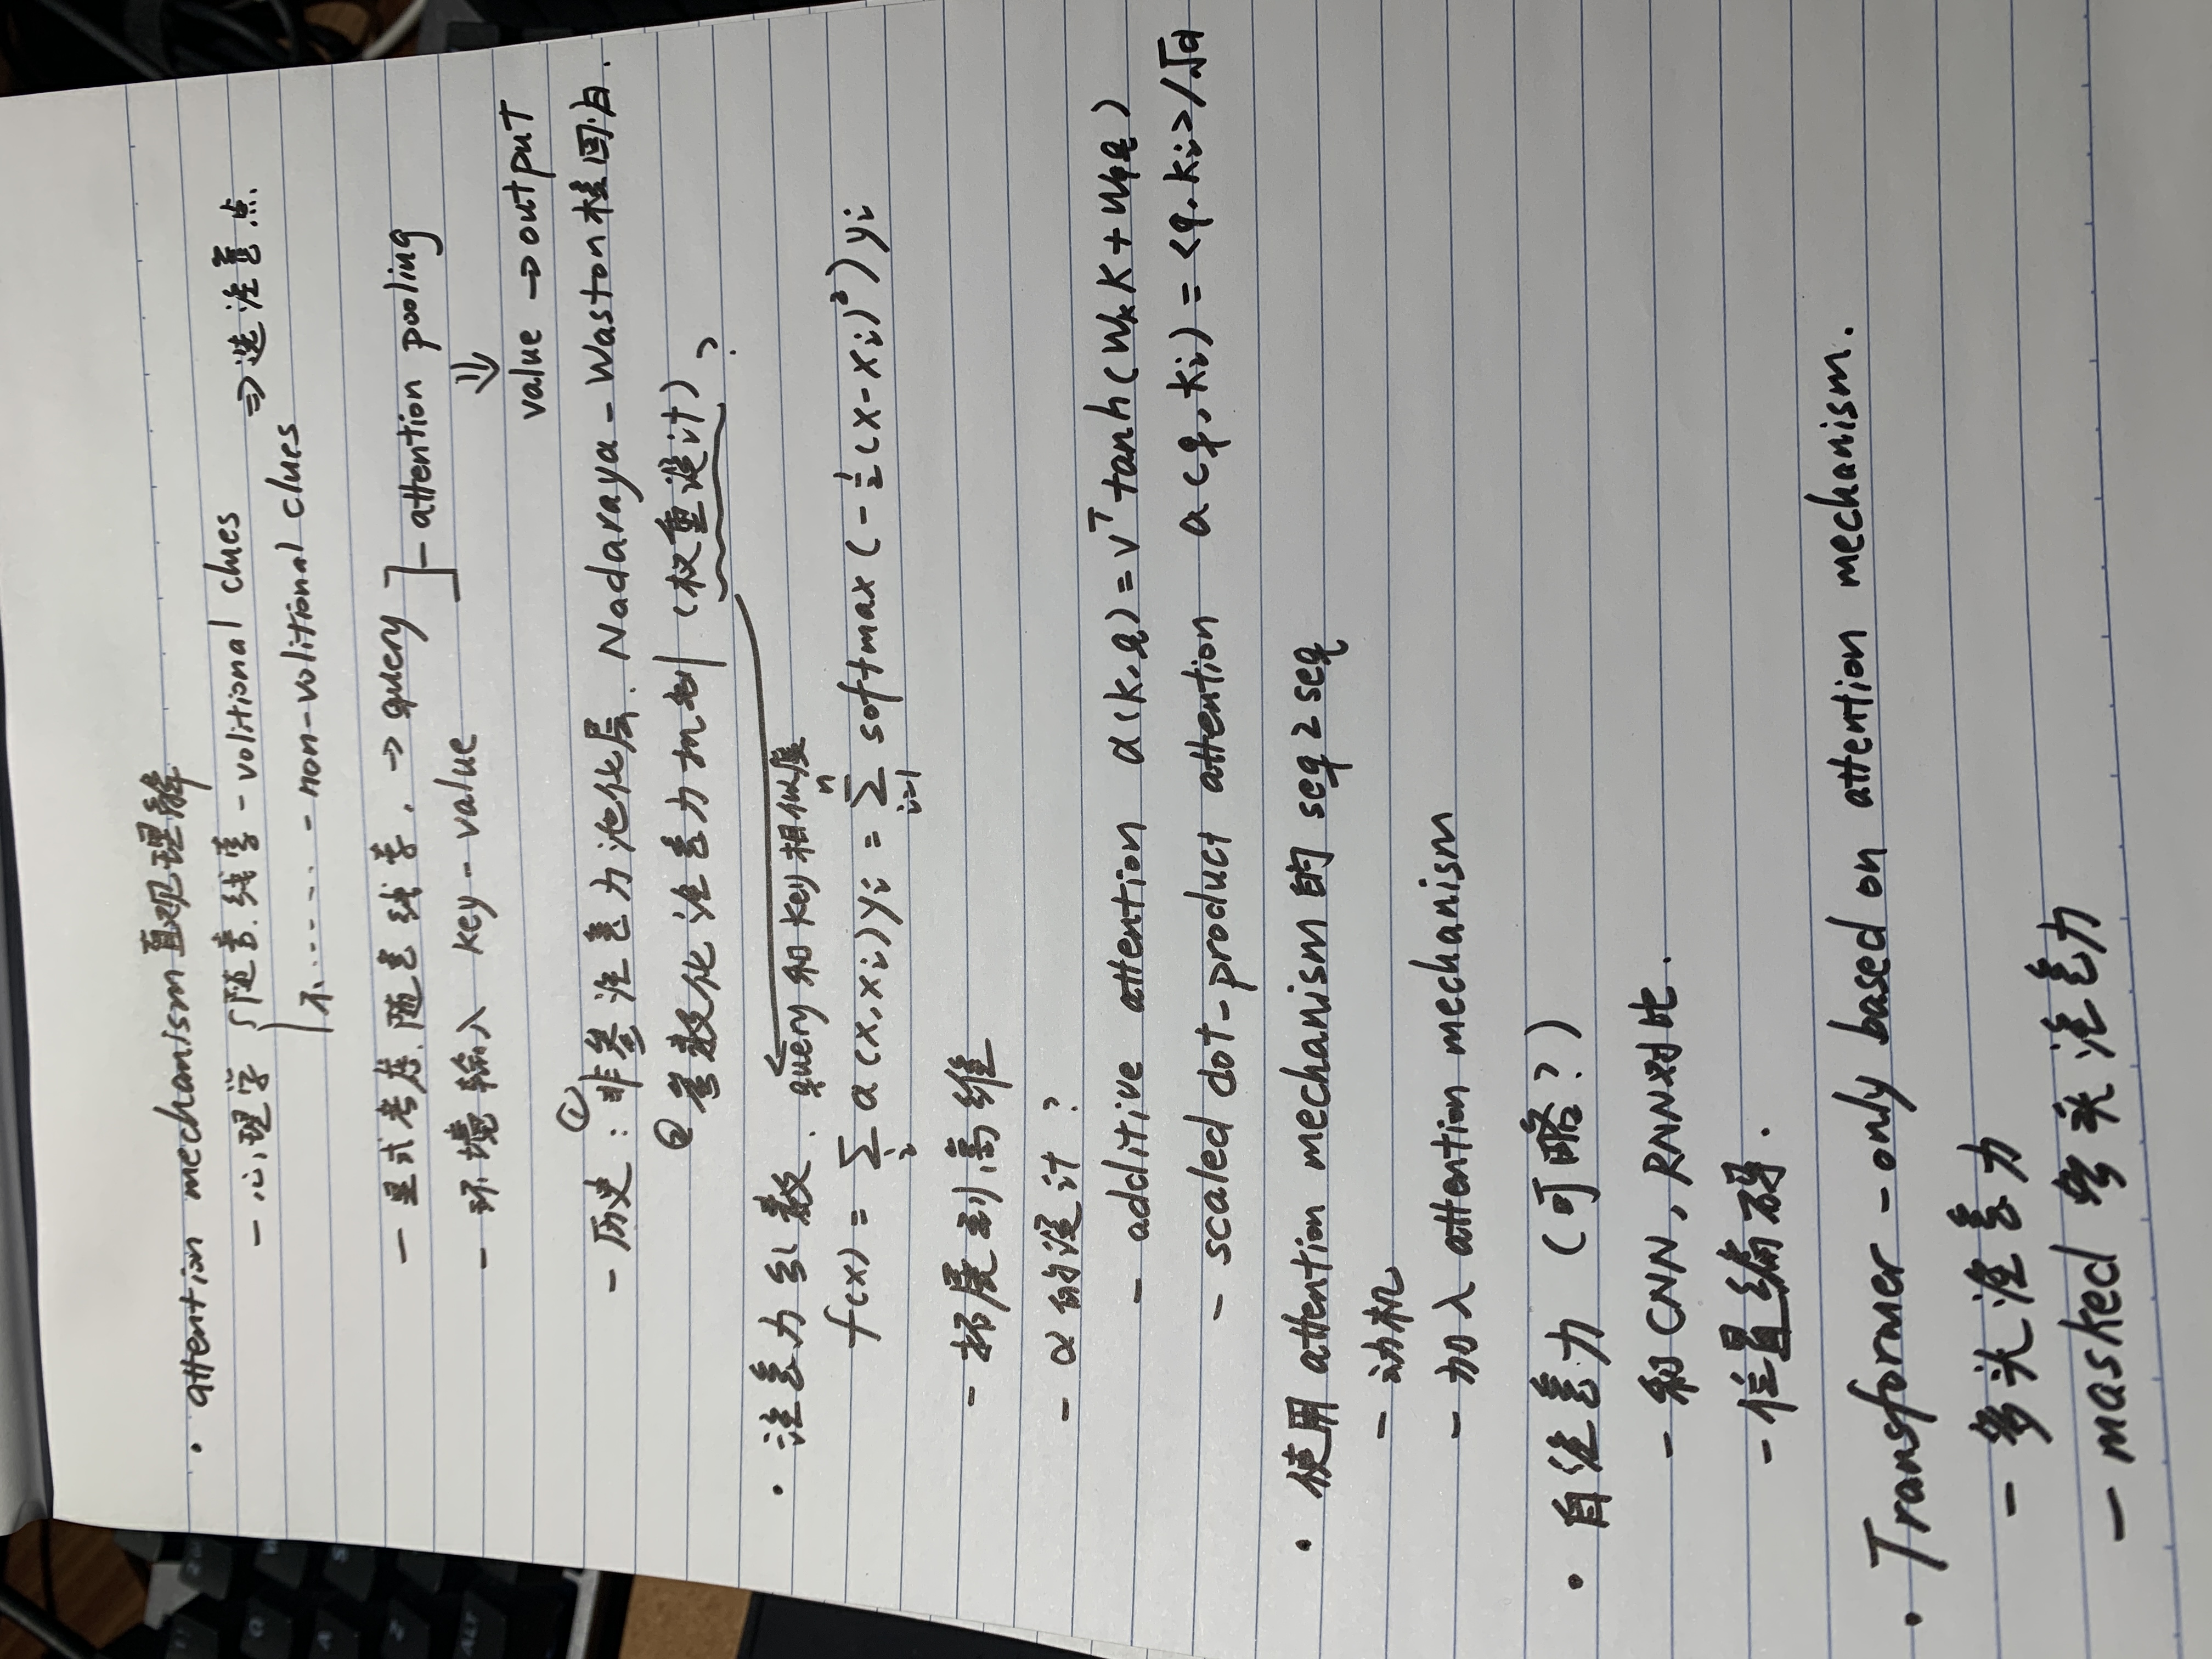 · attention mechanism 直观理解
- 心理学 { 随意线索 - volitional clues ⇒ 选注意点
不······ - non-volitional clues
- 显式考虑随意线索. → query
- 环境输入 key - value
] - attention pooling
⇓
value → output
- 历史: ① 非参注意力池化层. Nadaraya - Waston 核回归.
② 参数化注意力机制 (权重设计) ?
· 注意力分数. query 和 key 相似度
f(x) = ∑_i α(x, x_i) y_i = ∑_{i=1}^{n} softmax(-½(x-x_i)²) y_i
- 拓展到高维
- α 的设计?
- additive attention α(k, q) = v^T tanh(W_k K + W_q q)
- scaled dot-product attention a(q, k_i) = <q, k_i>/√d
· 使用 attention mechanism 的 seq2seq
- 动机
- 加入 attention mechanism
· 自注意力 (可略?)
- 和 CNN, RNN 对比.
- 位置编码.
· Transformer - only based on attention mechanism.
- 多头注意力
- masked 多头注意力